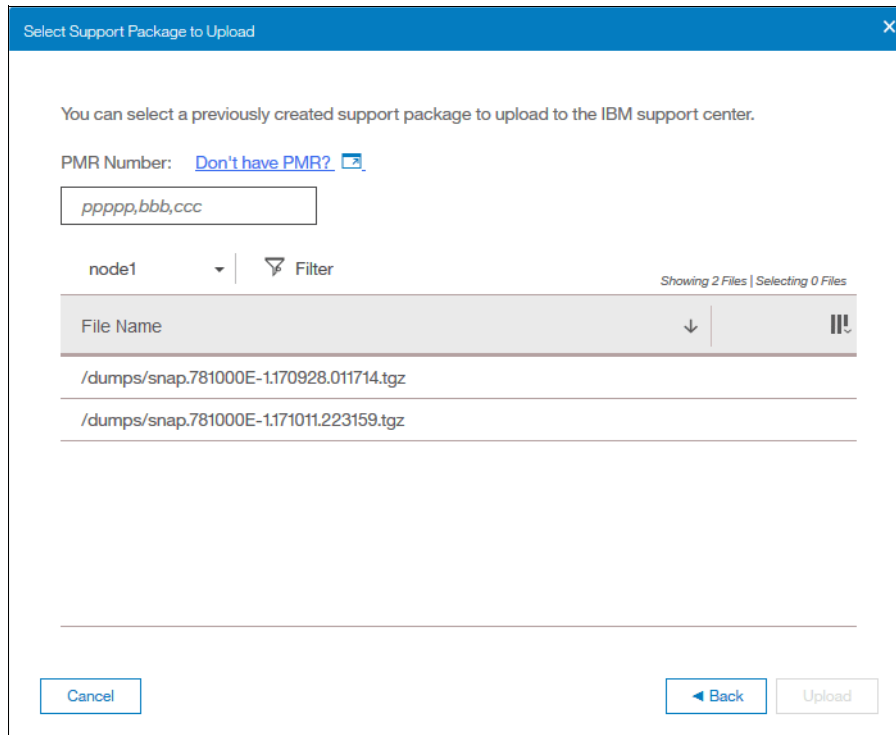 Select Support Package to Upload
You can select a previously created support package to upload to the IBM support center.
PMR Number: Don't have PMR?
ppppp,bbb,ccc
node1 Filter
Showing 2 Files | Selecting 0 Files
File Name
/dumps/snap.781000E-1.170928.011714.tgz
/dumps/snap.781000E-1.171011.223159.tgz
Cancel Back Upload